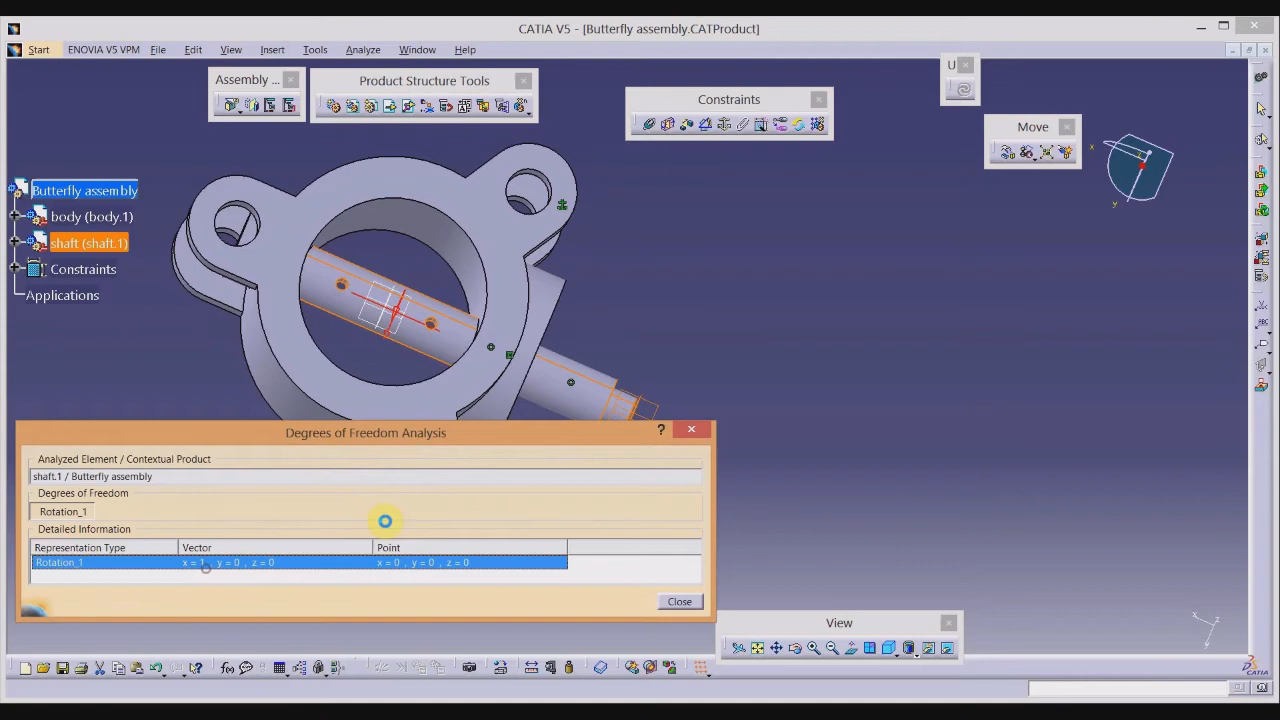 CATIA V5 - [Butterfly assembly.CATProduct]
Start ENOVIA V5 VPM File Edit View Insert Tools Analyze Window Help
Assembly ...
Product Structure Tools
Constraints
U
Move
x
y
Butterfly assembly
body (body.1)
shaft (shaft.1)
Constraints
Applications
Degrees of Freedom Analysis
?
Analyzed Element / Contextual Product
shaft.1 / Butterfly assembly
Degrees of Freedom
Rotation_1
Detailed Information
Representation Type Vector Point
Rotation_1 x = 1 , y = 0 , z = 0 x = 0 , y = 0 , z = 0
Close
View
x z
y
f(x)
CATIA